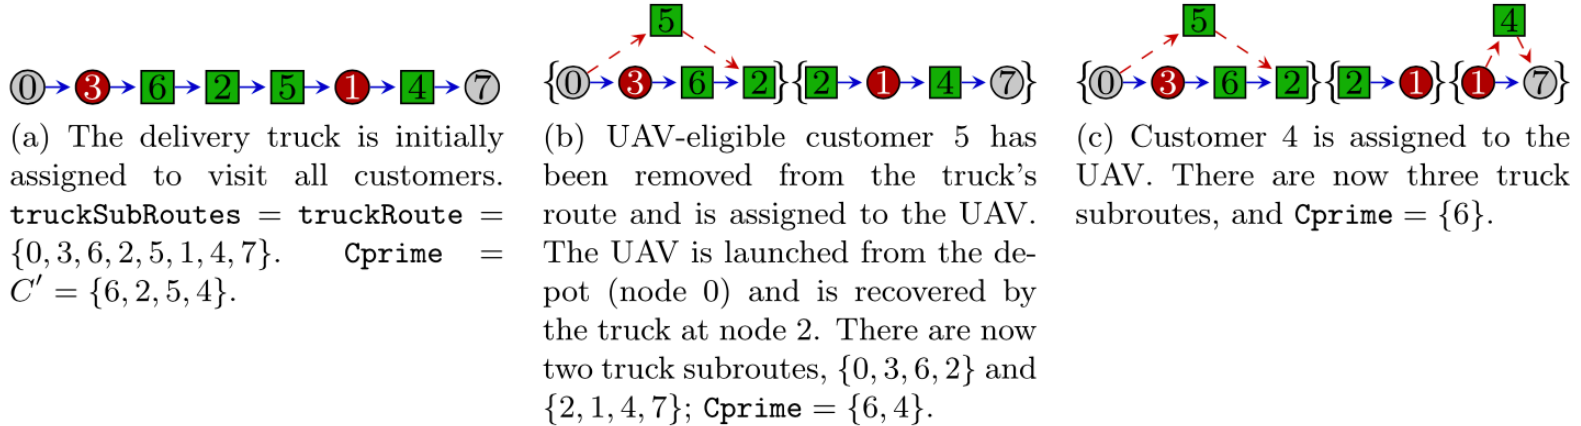 0 3 6 2 5 1 4 7
(a) The delivery truck is initially
assigned to visit all customers.
truckSubRoutes = truckRoute =
{0, 3, 6, 2, 5, 1, 4, 7}. Cprime =
C′ = {6, 2, 5, 4}.
5
{0 3 6 2}{2 1 4 7}
(b) UAV-eligible customer 5 has
been removed from the truck's
route and is assigned to the UAV.
The UAV is launched from the de-
pot (node 0) and is recovered by
the truck at node 2. There are now
two truck subroutes, {0, 3, 6, 2} and
{2, 1, 4, 7}; Cprime = {6, 4}.
5 4
{0 3 6 2}{2 1}{1 7}
(c) Customer 4 is assigned to the
UAV. There are now three truck
subroutes, and Cprime = {6}.